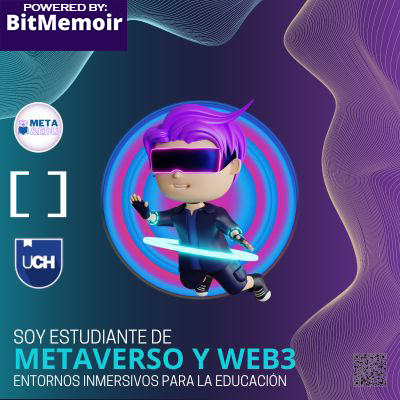 POWERED BY:
BitMemoir
META
&EDU
[ ]
UCH
SOY ESTUDIANTE DE
METAVERSO Y WEB3
ENTORNOS INMERSIVOS PARA LA EDUCACIÓN